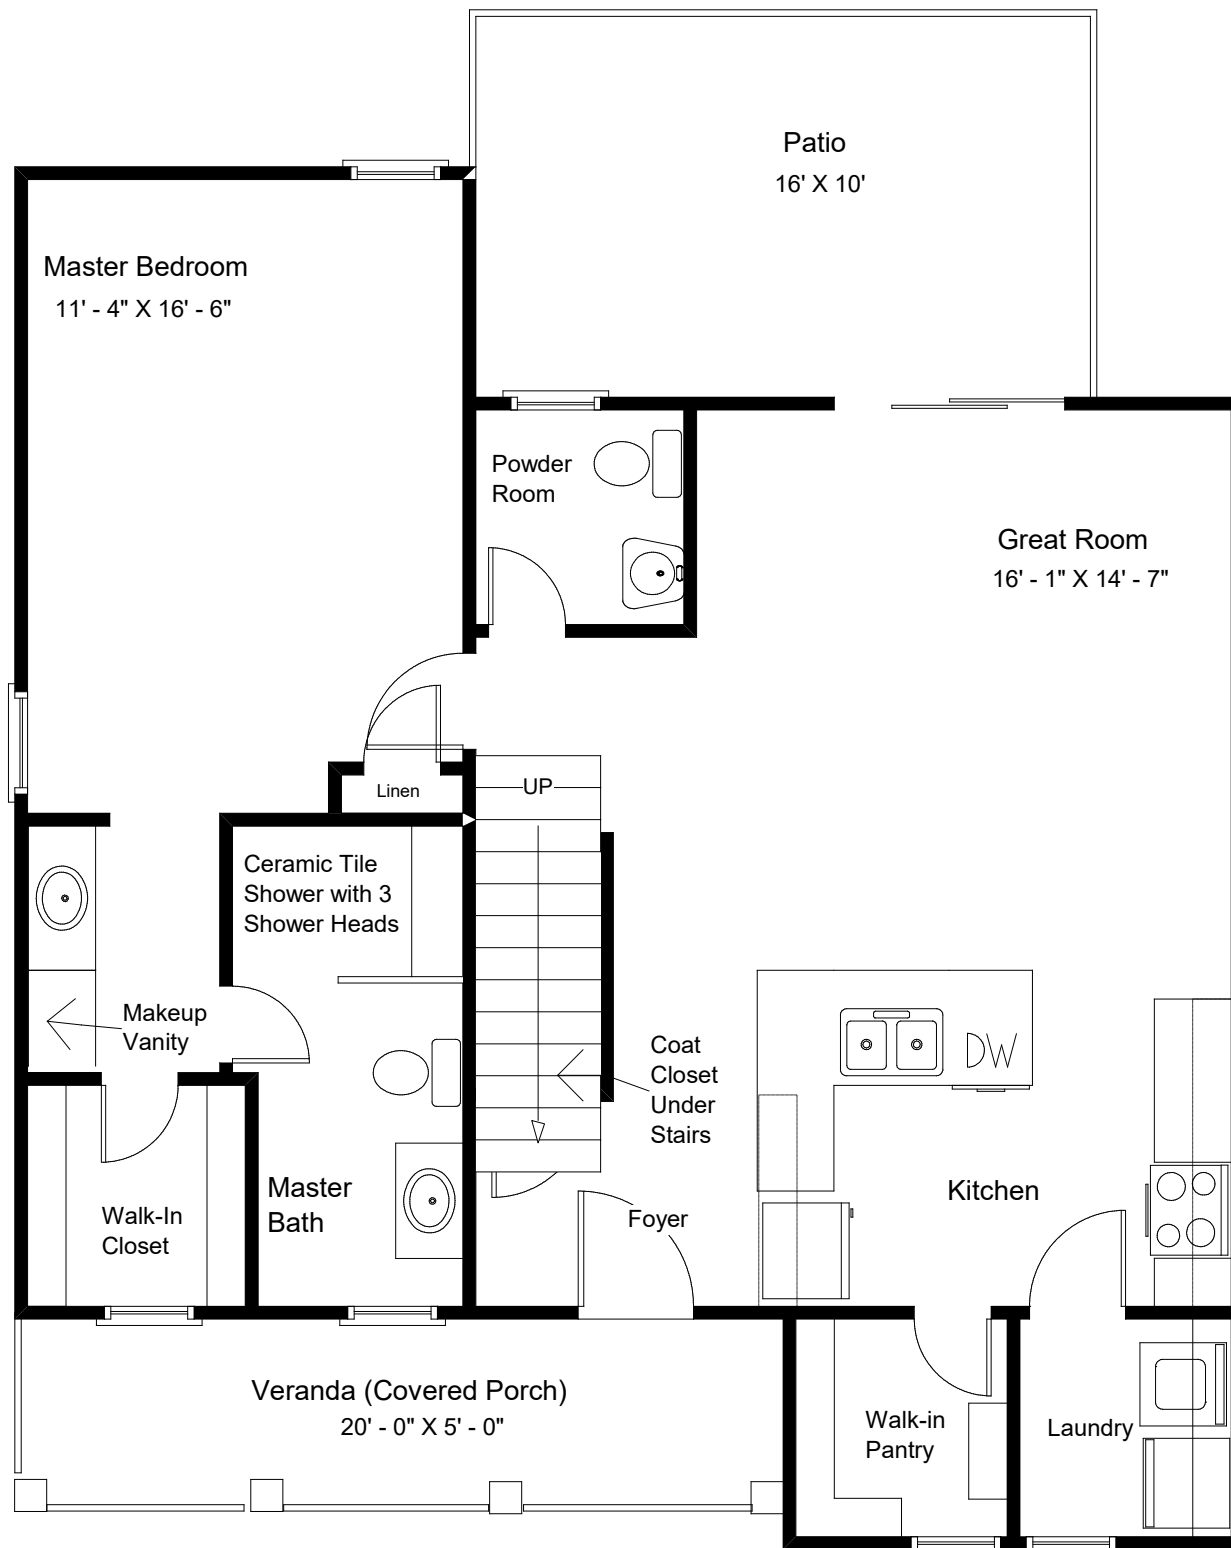 Patio
16' X 10'
Master Bedroom
11' - 4" X 16' - 6"
Powder
Room
Great Room
16' - 1" X 14' - 7"
UP
Linen
Ceramic Tile
Shower with 3
Shower Heads
Makeup
Vanity
Coat
Closet
Under
Stairs
DW
Kitchen
Master
Bath
Walk-In
Closet
Foyer
Veranda (Covered Porch)
20' - 0" X 5' - 0"
Walk-in
Pantry
Laundry